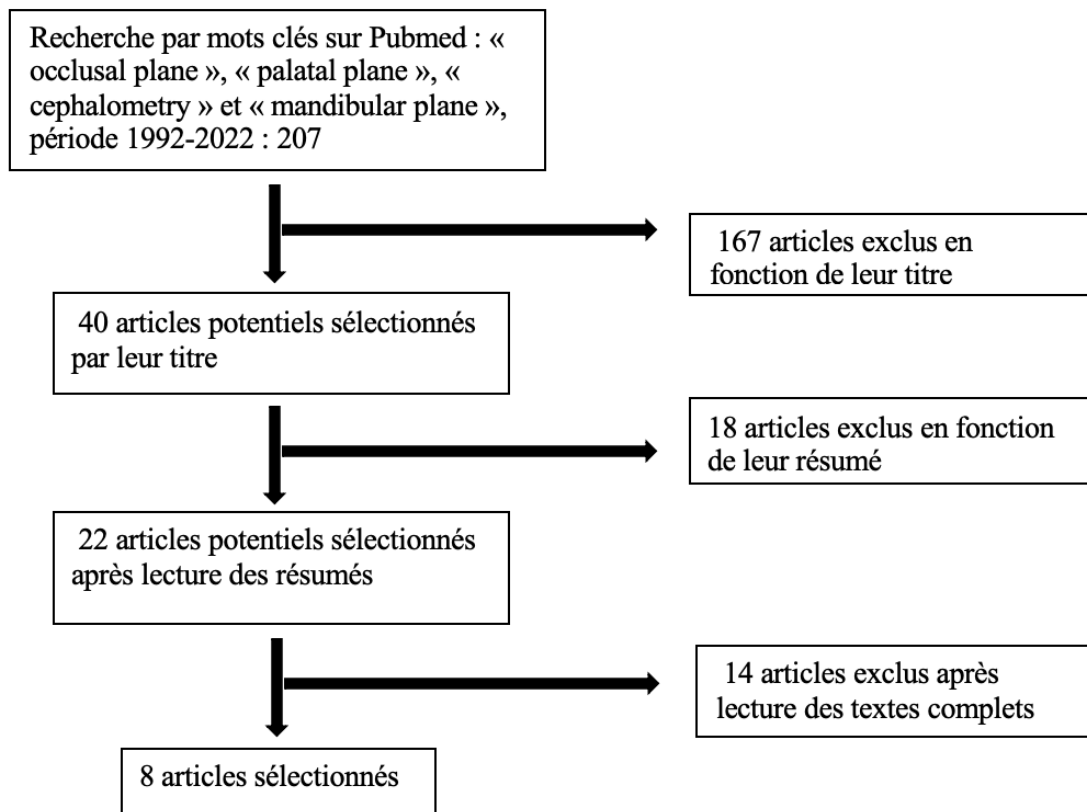 Recherche par mots clés sur Pubmed : «
occlusal plane », « palatal plane », «
cephalometry » et « mandibular plane »,
période 1992-2022 : 207
167 articles exclus en
fonction de leur titre
40 articles potentiels sélectionnés
par leur titre
18 articles exclus en fonction
de leur résumé
22 articles potentiels sélectionnés
après lecture des résumés
14 articles exclus après
lecture des textes complets
8 articles sélectionnés